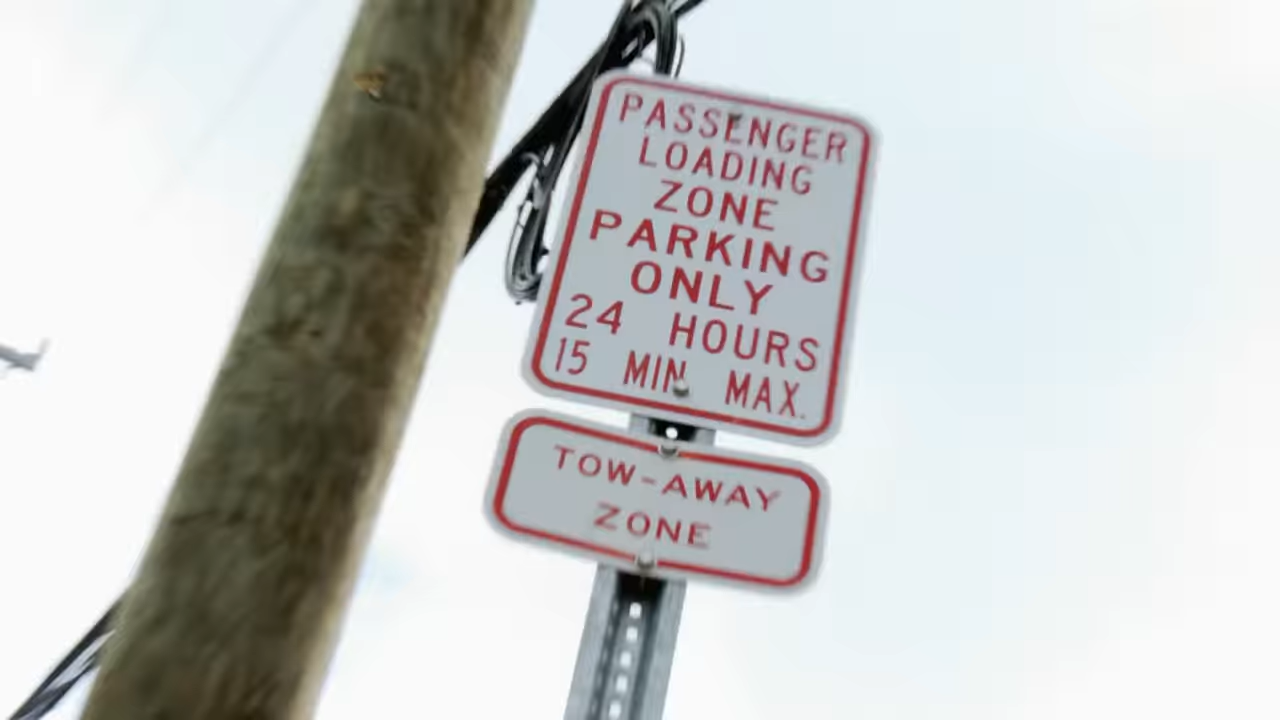 PASSENGER
LOADING
ZONE
PARKING
ONLY
24 HOURS
15 MIN MAX.
TOW-AWAY
ZONE